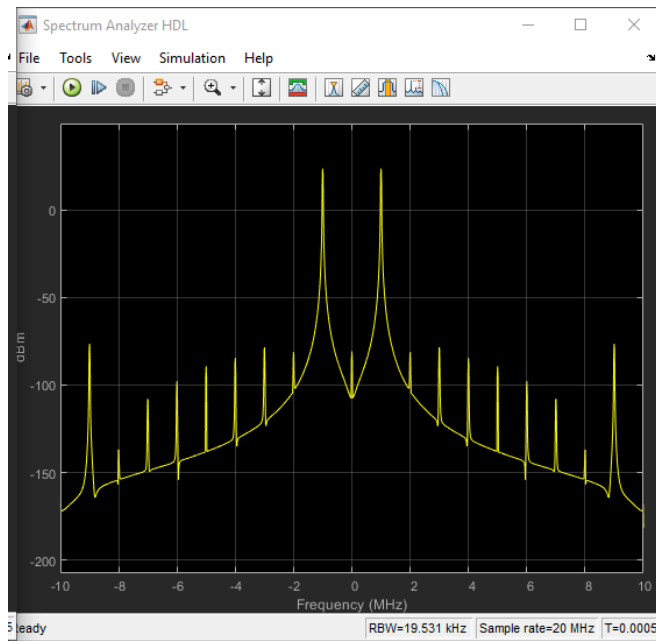 Spectrum Analyzer HDL
File Tools View Simulation Help
0
-50
-100
-150
-200
dBm
-10 -8 -6 -4 -2 0 2 4 6 8 10
Frequency (MHz)
RBW=19.531 kHz Sample rate=20 MHz T=0.0005